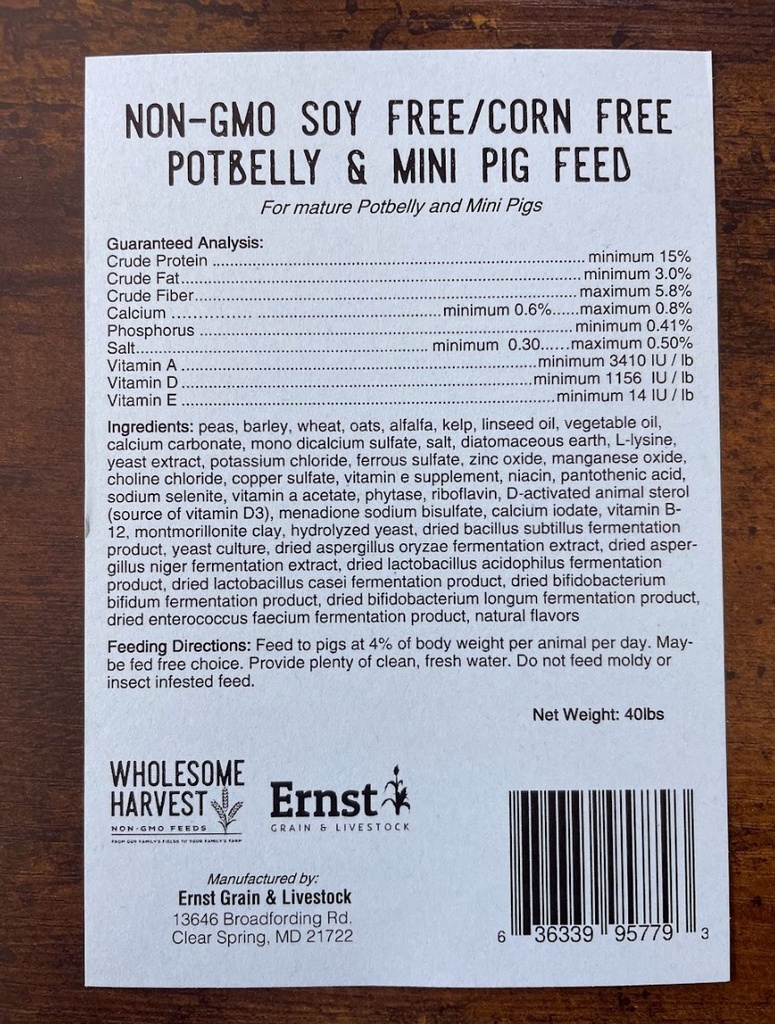 NON-GMO SOY FREE/CORN FREE
POTBELLY & MINI PIG FEED
For mature Potbelly and Mini Pigs
Guaranteed Analysis:
Crude Protein ........................ minimum 15%
Crude Fat........................ minimum 3.0%
Crude Fiber........................ maximum 5.8%
Calcium ........................ minimum 0.6%......maximum 0.8%
Phosphorus ........................ minimum 0.41%
Salt........................ minimum 0.30......maximum 0.50%
Vitamin A ........................minimum 3410 IU / lb
Vitamin D ........................minimum 1156 IU / lb
Vitamin E ........................minimum 14 IU / lb
Ingredients: peas, barley, wheat, oats, alfalfa, kelp, linseed oil, vegetable oil,
calcium carbonate, mono dicalcium sulfate, salt, diatomaceous earth, L-lysine,
yeast extract, potassium chloride, ferrous sulfate, zinc oxide, manganese oxide,
choline chloride, copper sulfate, vitamin e supplement, niacin, pantothenic acid,
sodium selenite, vitamin a acetate, phytase, riboflavin, D-activated animal sterol
(source of vitamin D3), menadione sodium bisulfate, calcium iodate, vitamin B-
12, montmorillonite clay, hydrolyzed yeast, dried bacillus subtillus fermentation
product, yeast culture, dried aspergillus oryzae fermentation extract, dried asper-
gillus niger fermentation extract, dried lactobacillus acidophilus fermentation
product, dried lactobacillus casei fermentation product, dried bifidobacterium
bifidum fermentation product, dried bifidobacterium longum fermentation product,
dried enterococcus faecium fermentation product, natural flavors
Feeding Directions: Feed to pigs at 4% of body weight per animal per day. May-
be fed free choice. Provide plenty of clean, fresh water. Do not feed moldy or
insect infested feed.
Net Weight: 40lbs
WHOLESOME
HARVEST
NON-GMO FEEDS
FROM OUR FAMILY'S FIELDS TO YOUR FAMILY'S FARM
Ernst
GRAIN & LIVESTOCK
Manufactured by:
Ernst Grain & Livestock
13646 Broadfording Rd.
Clear Spring, MD 21722
6 36339 95779 3